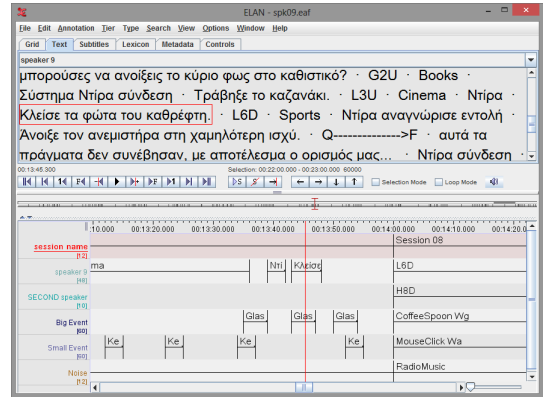 ELAN - spk09.eaf
File Edit Annotation Tier Type Search View Options Window Help
Grid Text Subtitles Lexicon Metadata Controls
speaker 9
μπορούσες να ανοίξεις το κύριο φως στο καθιστικό? · G2U · Books ·
Σύστημα Ντίρα σύνδεση · Τράβηξε το καζανάκι. · L3U · Cinema · Ντίρα ·
Κλείσε τα φώτα του καθρέφτη. · L6D · Sports · Ντίρα αναγνώρισε εντολή ·
Άνοιξε τον ανεμιστήρα στη χαμηλότερη ισχύ. · Q-------------->F · αυτά τα
πράγματα δεν συνέβησαν, με αποτέλεσμα ο ορισμός μας... · Ντίρα σύνδεση ·
00:13:45.300 Selection: 00:22:00.000 - 00:23:00.000 60000
Selection Mode Loop Mode
:10.000 00:13:20.000 00:13:30.000 00:13:40.000 00:13:50.000 00:14:00.000 00:14:10.000 00:14:20.0
session name [12] Session 08
speaker 9 [48] ma Ντί Κλείσε L6D
SECOND speaker [10] H8D
Big Event [60] Glas Glas Glas CoffeeSpoon Wg
Small Event [60] Ke Ke Ke Ke MouseClick Wa
Noise [12] RadioMusic